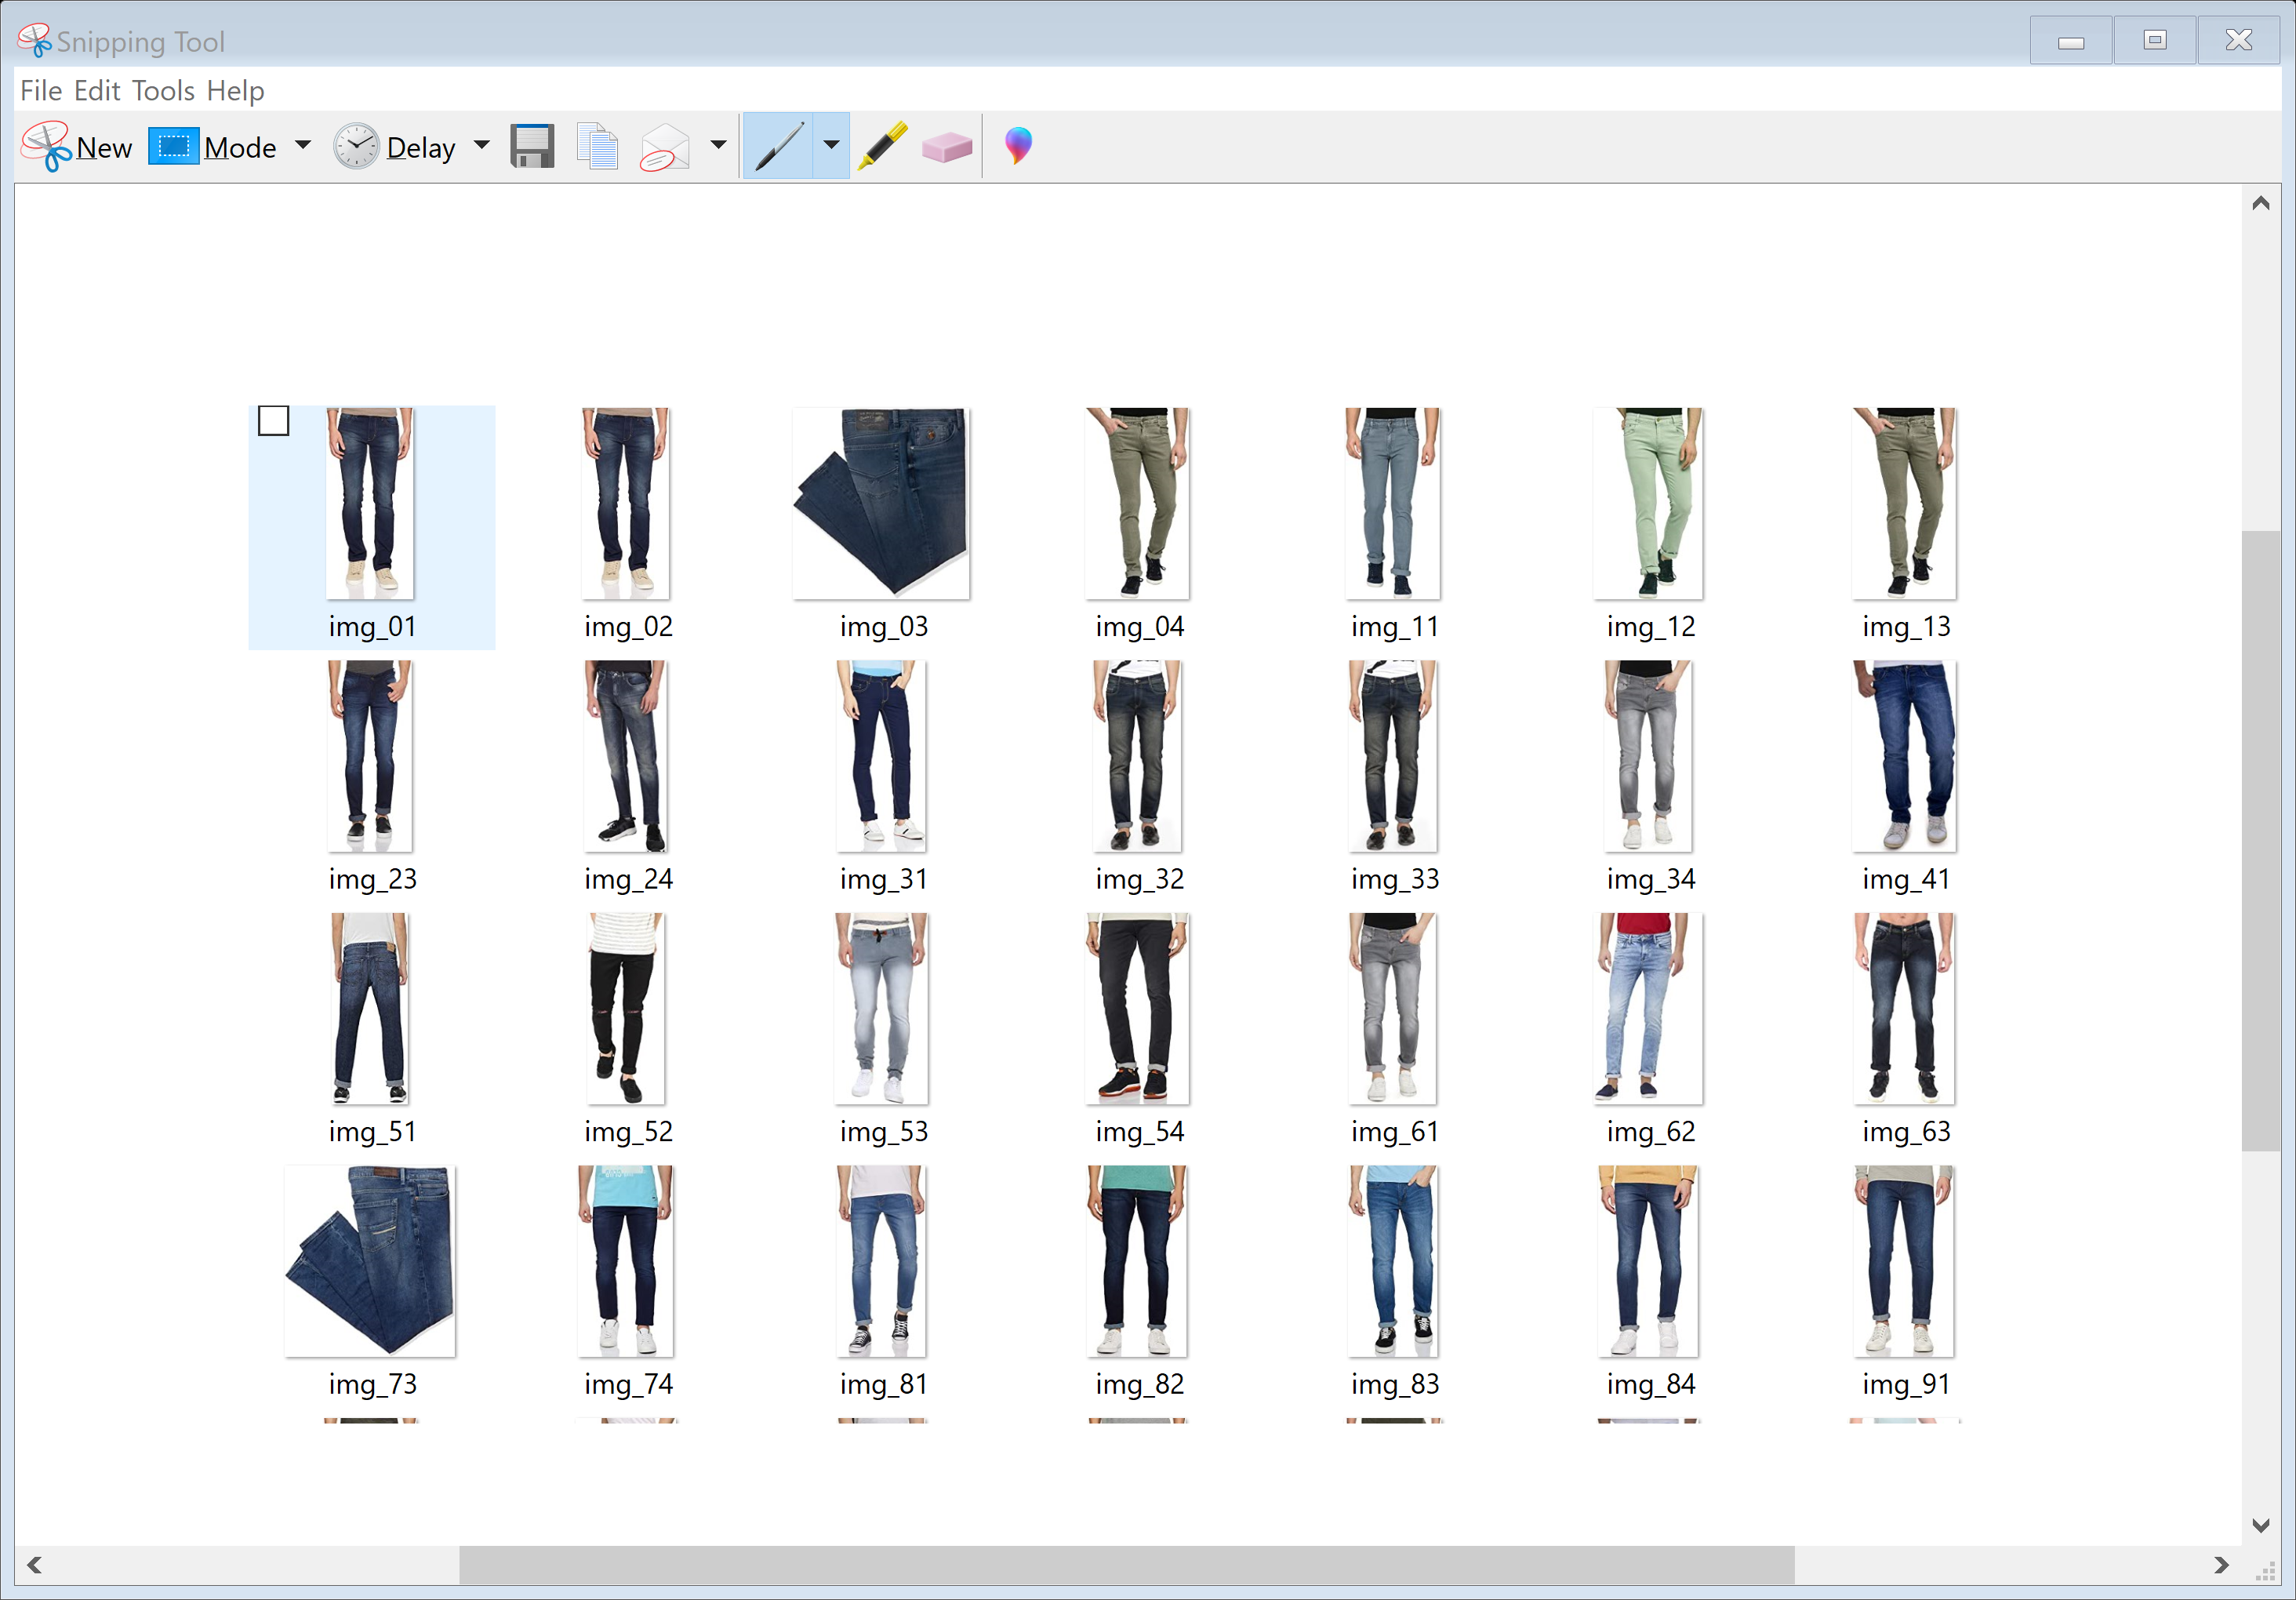 Snipping Tool
File Edit Tools Help
New Mode Delay
img_01 img_02 img_03 img_04 img_11 img_12 img_13
img_23 img_24 img_31 img_32 img_33 img_34 img_41
img_51 img_52 img_53 img_54 img_61 img_62 img_63
img_73 img_74 img_81 img_82 img_83 img_84 img_91